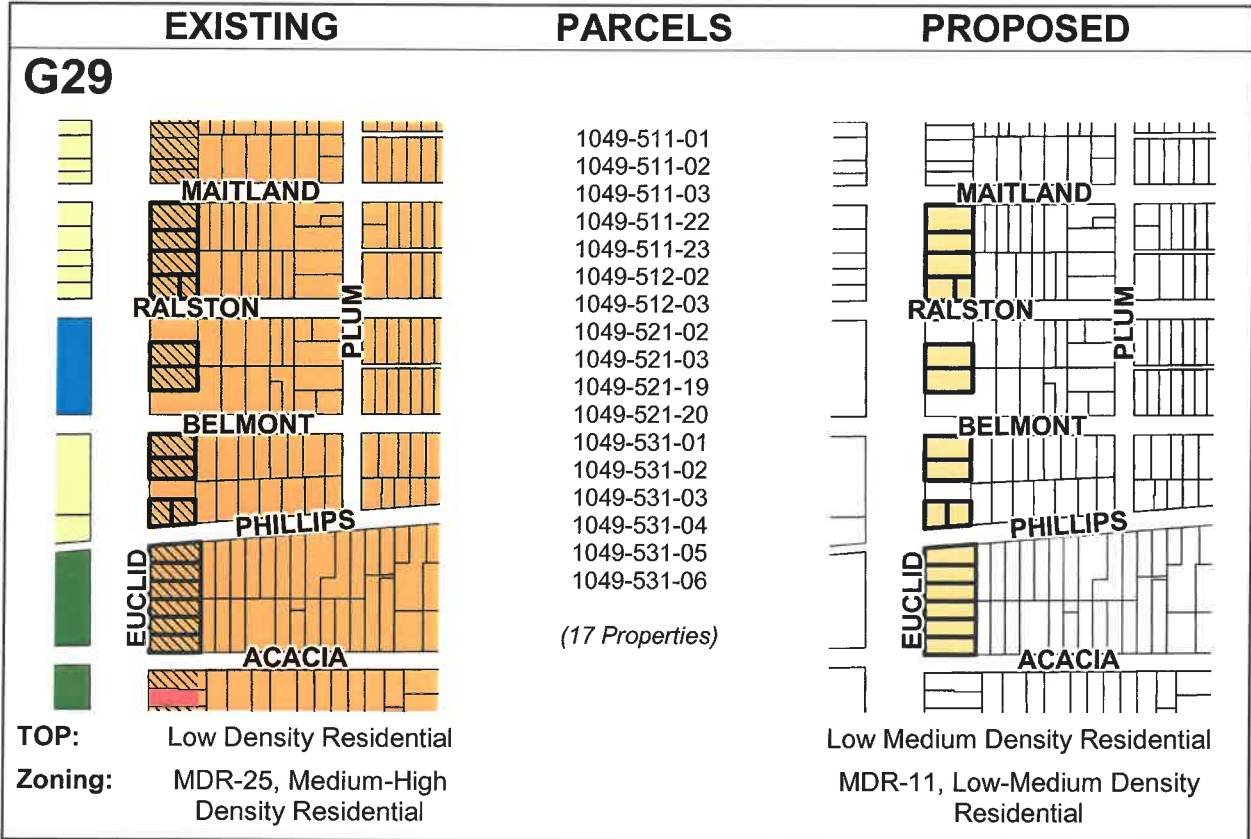 EXISTING PARCELS PROPOSED
G29
MAITLAND
RALSTON
PLUM
BELMONT
PHILLIPS
EUCLID
ACACIA
1049-511-01
1049-511-02
1049-511-03
1049-511-22
1049-511-23
1049-512-02
1049-512-03
1049-521-02
1049-521-03
1049-521-19
1049-521-20
1049-531-01
1049-531-02
1049-531-03
1049-531-04
1049-531-05
1049-531-06
(17 Properties)
MAITLAND
RALSTON
PLUM
BELMONT
PHILLIPS
EUCLID
ACACIA
TOP: Low Density Residential Low Medium Density Residential
Zoning: MDR-25, Medium-High
Density Residential
MDR-11, Low-Medium Density
Residential